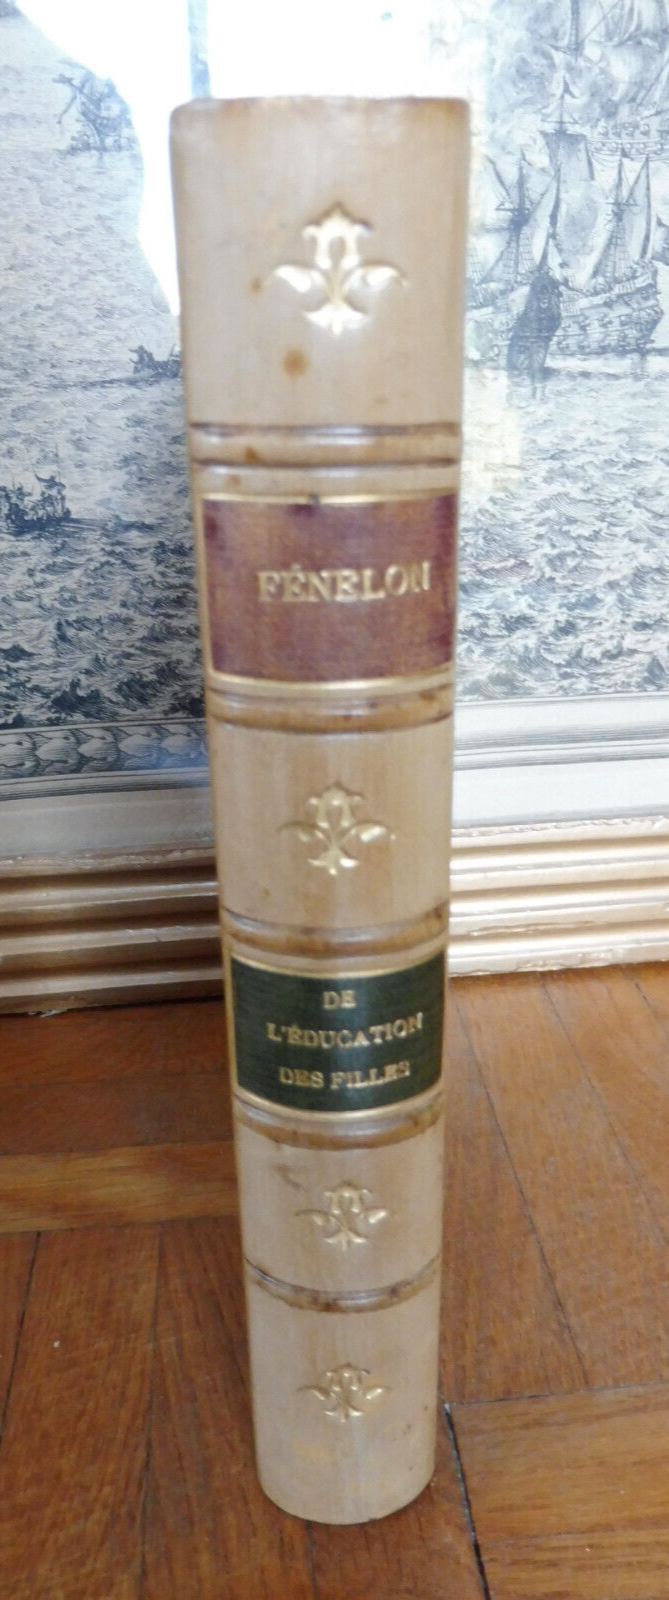 FÉNELON
DE
L'ÉDUCATION
DES FILLES